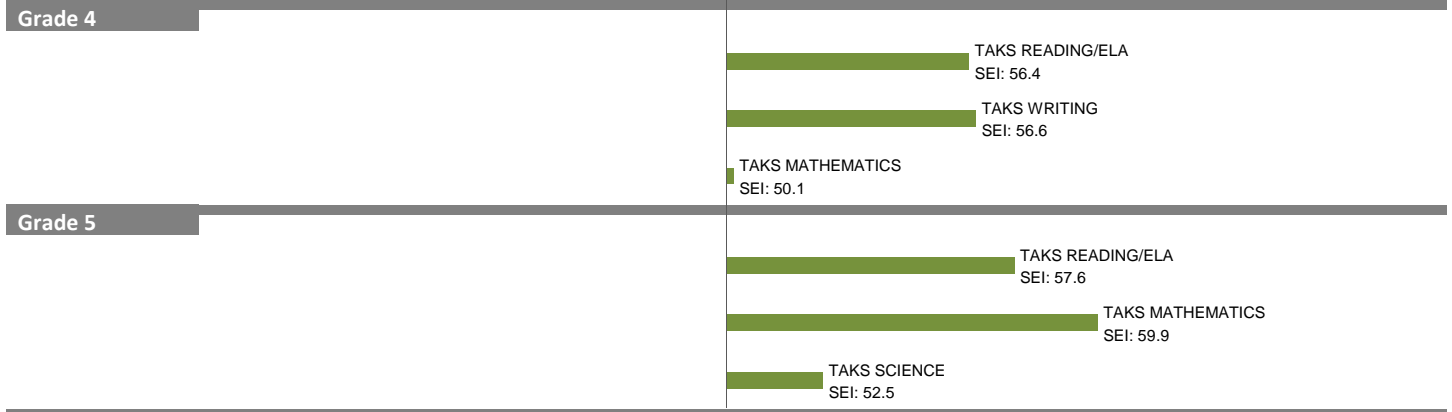 Grade 4
TAKS READING/ELA
SEI: 56.4
TAKS WRITING
SEI: 56.6
TAKS MATHEMATICS
SEI: 50.1
Grade 5
TAKS READING/ELA
SEI: 57.6
TAKS MATHEMATICS
SEI: 59.9
TAKS SCIENCE
SEI: 52.5